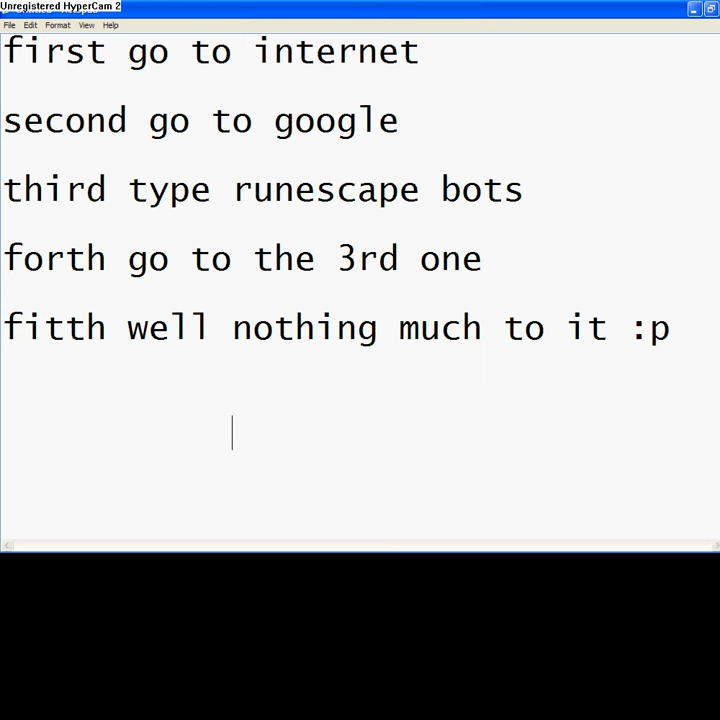 Unregistered HyperCam 2
File Edit Format View Help
first go to internet
second go to google
third type runescape bots
forth go to the 3rd one
fitth well nothing much to it :p